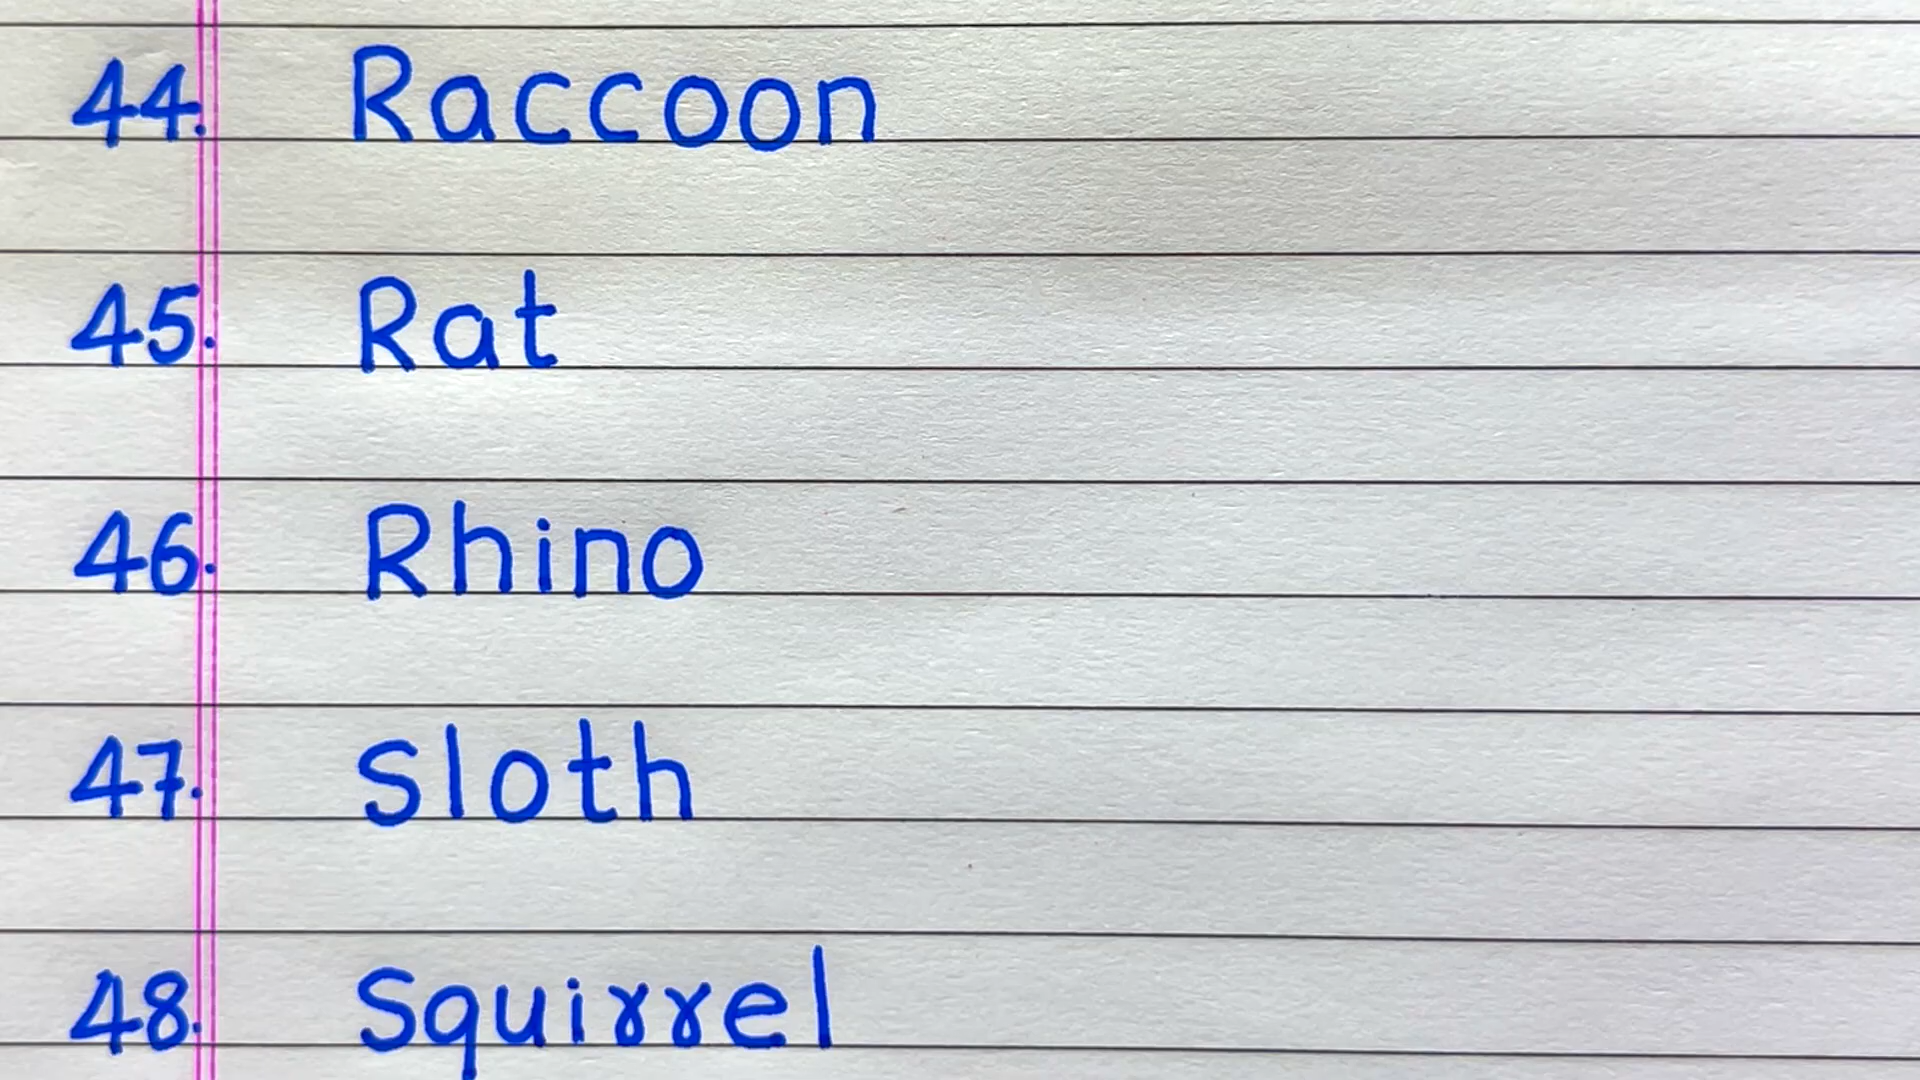 44. Raccoon
45. Rat
46. Rhino
47. Sloth
48. Squirrel